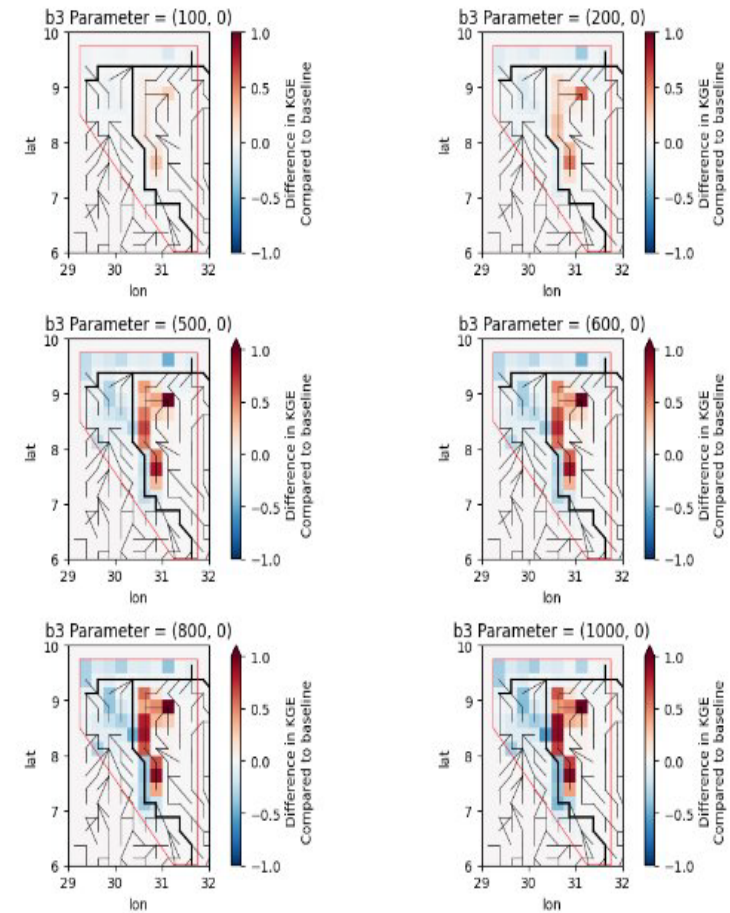 b3 Parameter = (100, 0)
10
9
8
7
6
29 30 31 32
lat
lon
1.0
0.5
0.0
−0.5
−1.0
Difference in KGE
Compared to baseline
b3 Parameter = (200, 0)
10
9
8
7
6
29 30 31 32
lat
lon
1.0
0.5
0.0
−0.5
−1.0
Difference in KGE
Compared to baseline
b3 Parameter = (500, 0)
10
9
8
7
6
29 30 31 32
lat
lon
1.0
0.5
0.0
−0.5
−1.0
Difference in KGE
Compared to baseline
b3 Parameter = (600, 0)
10
9
8
7
6
29 30 31 32
lat
lon
1.0
0.5
0.0
−0.5
−1.0
Difference in KGE
Compared to baseline
b3 Parameter = (800, 0)
10
9
8
7
6
29 30 31 32
lat
lon
1.0
0.5
0.0
−0.5
−1.0
Difference in KGE
Compared to baseline
b3 Parameter = (1000, 0)
10
9
8
7
6
29 30 31 32
lat
lon
1.0
0.5
0.0
−0.5
−1.0
Difference in KGE
Compared to baseline